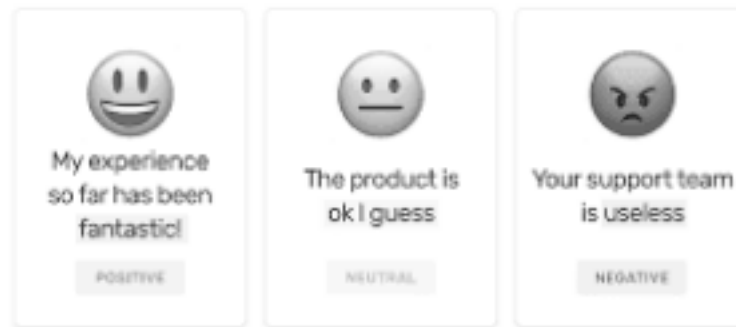 My experience
so far has been
fantastic!
POSITIVE
The product is
ok I guess
NEUTRAL
Your support team
is useless
NEGATIVE